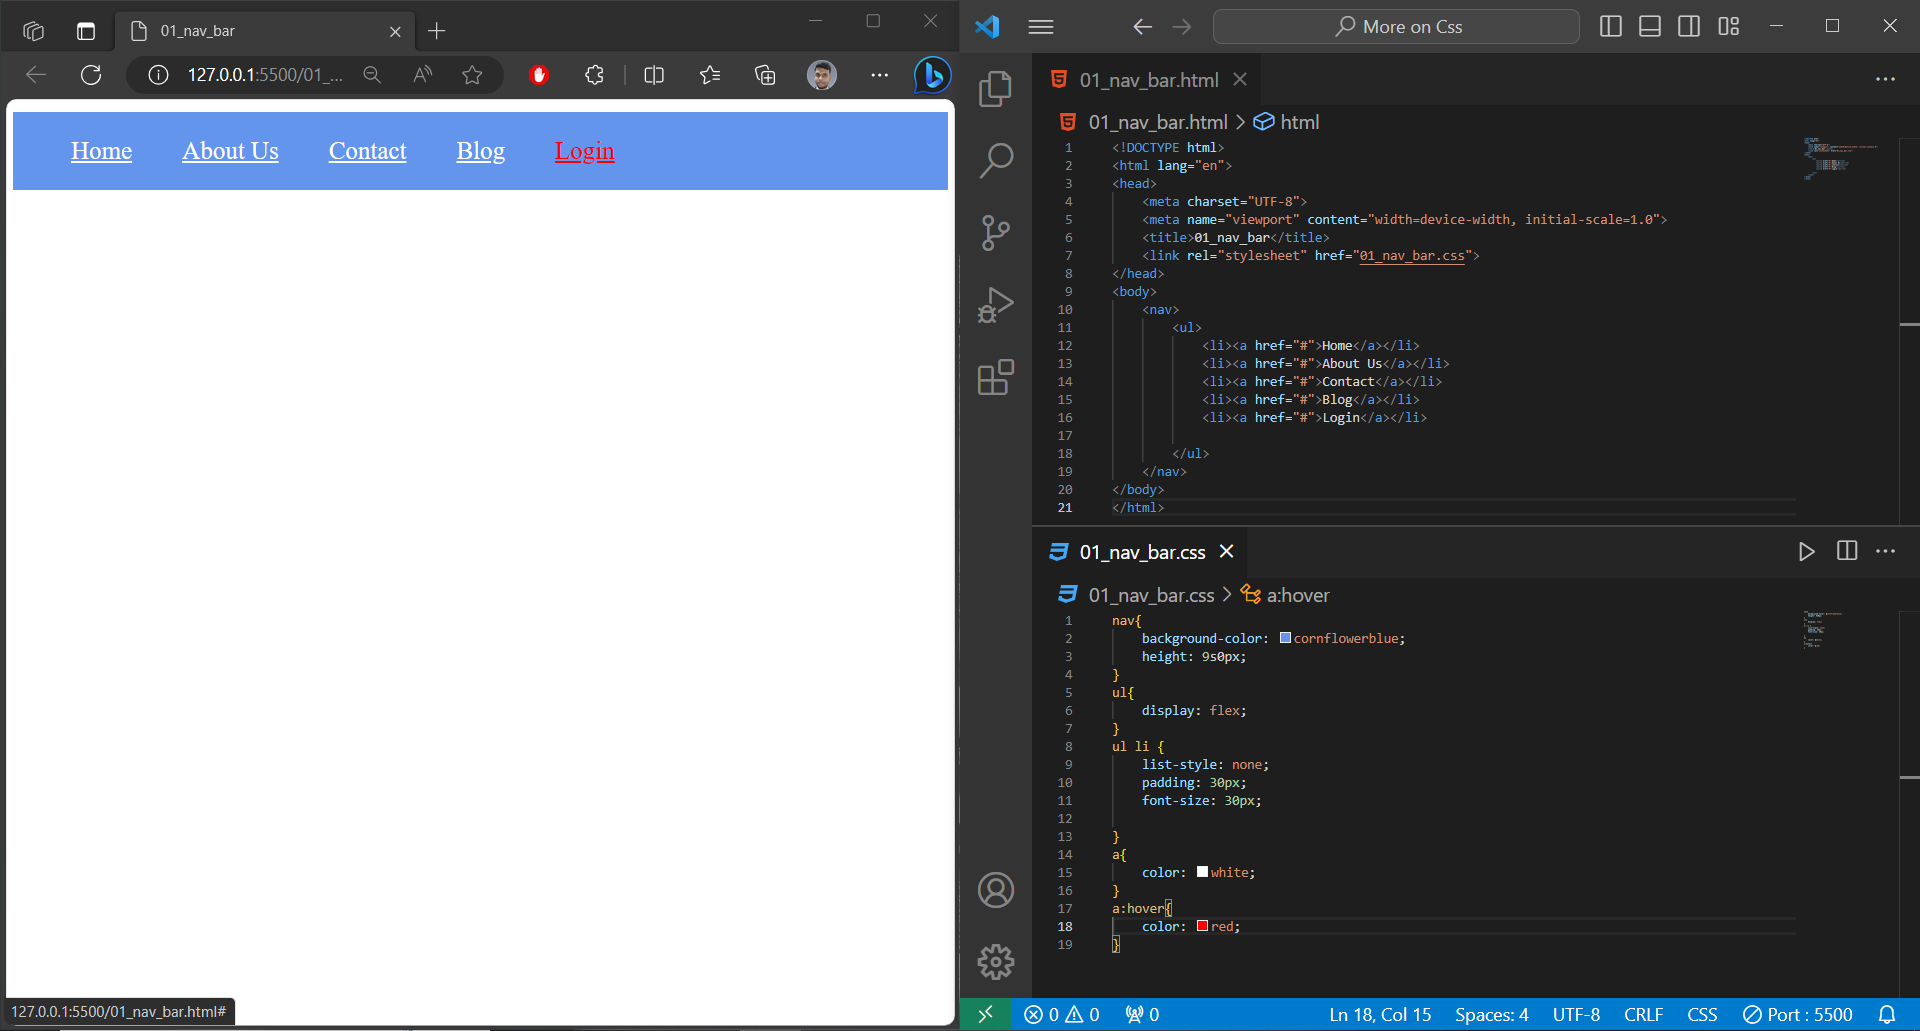 01_nav_bar
127.0.0.1:5500/01_...
Home About Us Contact Blog Login
127.0.0.1:5500/01_nav_bar.html#
More on Css
01_nav_bar.html
01_nav_bar.html > html
1 <!DOCTYPE html>
2 <html lang="en">
3 <head>
4 <meta charset="UTF-8">
5 <meta name="viewport" content="width=device-width, initial-scale=1.0">
6 <title>01_nav_bar</title>
7 <link rel="stylesheet" href="01_nav_bar.css">
8 </head>
9 <body>
10 <nav>
11 <ul>
12 <li><a href="#">Home</a></li>
13 <li><a href="#">About Us</a></li>
14 <li><a href="#">Contact</a></li>
15 <li><a href="#">Blog</a></li>
16 <li><a href="#">Login</a></li>
17
18 </ul>
19 </nav>
20 </body>
21 </html>
01_nav_bar.css
01_nav_bar.css > a:hover
1 nav{
2 background-color: cornflowerblue;
3 height: 9s0px;
4 }
5 ul{
6 display: flex;
7 }
8 ul li {
9 list-style: none;
10 padding: 30px;
11 font-size: 30px;
12
13 }
14 a{
15 color: white;
16 }
17 a:hover{
18 color: red;
19 }
0 0 0 Ln 18, Col 15 Spaces: 4 UTF-8 CRLF CSS Port : 5500